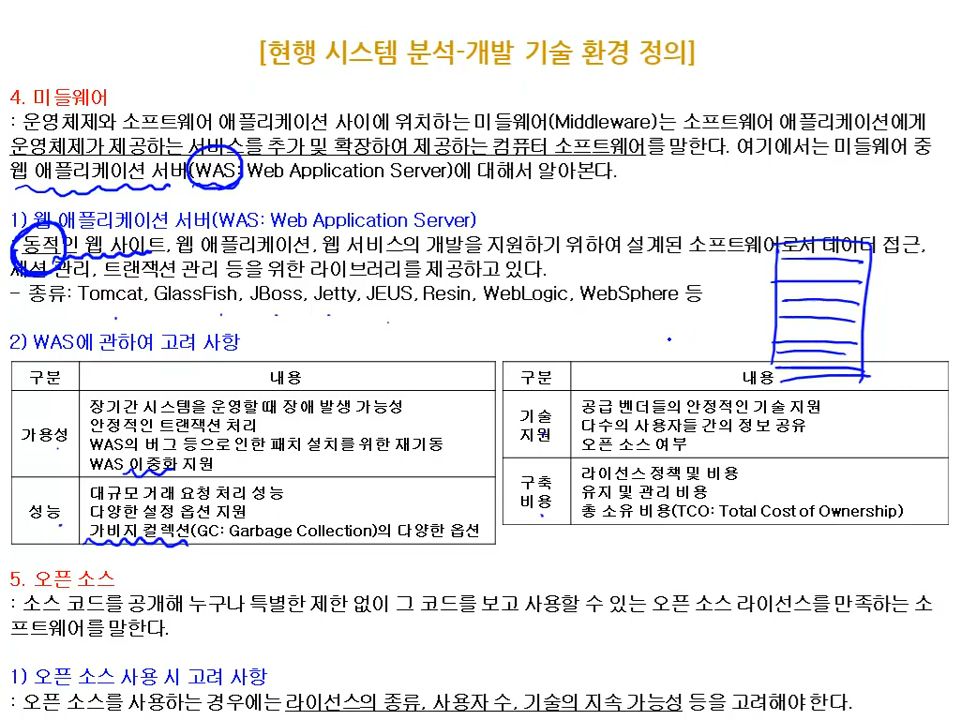 [현행 시스템 분석-개발 기술 환경 정의]
4. 미들웨어
: 운영체제와 소프트웨어 애플리케이션 사이에 위치하는 미들웨어(Middleware)는 소프트웨어 애플리케이션에게
운영체제가 제공하는 서비스를 추가 및 확장하여 제공하는 컴퓨터 소프트웨어를 말한다. 여기에서는 미들웨어 중
웹 애플리케이션 서버(WAS: Web Application Server)에 대해서 알아본다.
1) 웹 애플리케이션 서버(WAS: Web Application Server)
: 동적인 웹 사이트, 웹 애플리케이션, 웹 서비스의 개발을 지원하기 위하여 설계된 소프트웨어로서 데이터 접근,
세션 관리, 트랜잭션 관리 등을 위한 라이브러리를 제공하고 있다.
- 종류: Tomcat, GlassFish, JBoss, Jetty, JEUS, Resin, WebLogic, WebSphere 등
2) WAS에 관하여 고려 사항
구분 내용
가용성
장기간 시스템을 운영할 때 장애 발생 가능성
안정적인 트랜잭션 처리
WAS의 버그 등으로 인한 패치 설치를 위한 재기동
WAS 이중화 지원
성능
대규모 거래 요청 처리 성능
다양한 설정 옵션 지원
가비지 컬렉션(GC: Garbage Collection)의 다양한 옵션
구분 내용
기술
지원
공급 벤더들의 안정적인 기술 지원
다수의 사용자들 간의 정보 공유
오픈 소스 여부
구축
비용
라이선스 정책 및 비용
유지 및 관리 비용
총 소유 비용(TCO: Total Cost of Ownership)
5. 오픈 소스
: 소스 코드를 공개해 누구나 특별한 제한 없이 그 코드를 보고 사용할 수 있는 오픈 소스 라이선스를 만족하는 소
프트웨어를 말한다.
1) 오픈 소스 사용 시 고려 사항
: 오픈 소스를 사용하는 경우에는 라이선스의 종류, 사용자 수, 기술의 지속 가능성 등을 고려해야 한다.